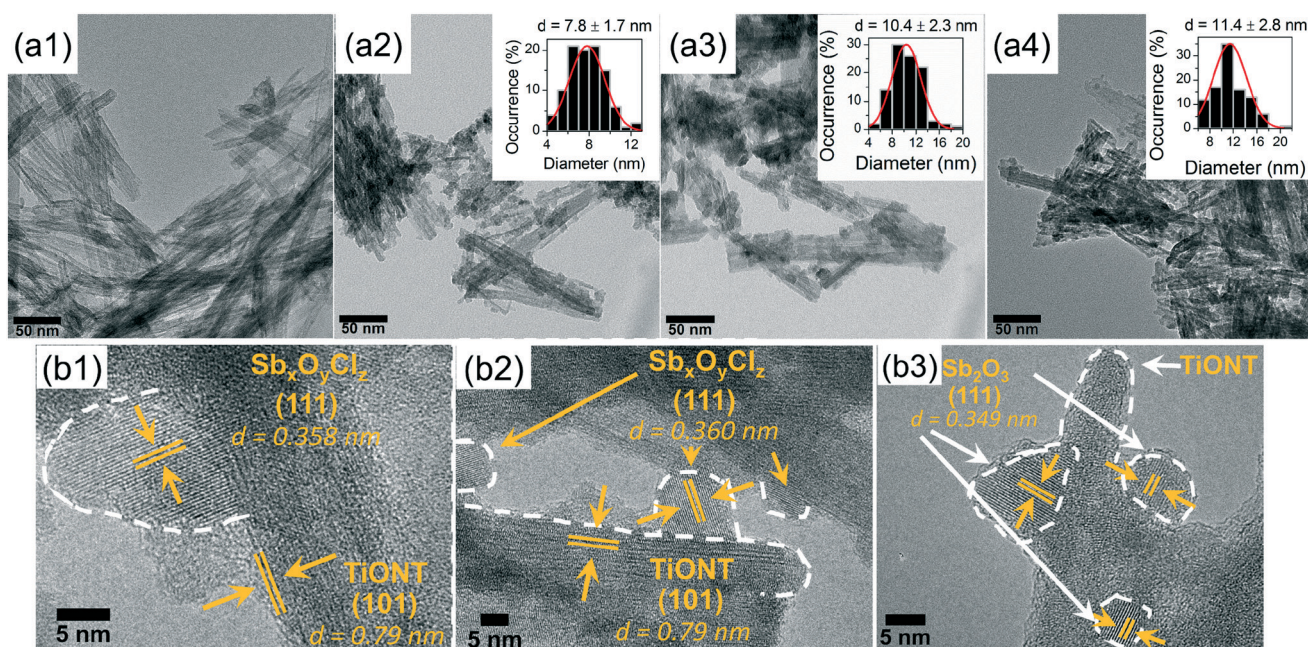 (a1)
50 nm
(a2)
d = 7.8 ± 1.7 nm
Occurrence (%)
20
10
0
4 8 12
Diameter (nm)
50 nm
(a3)
d = 10.4 ± 2.3 nm
Occurrence (%)
30
20
10
0
4 8 12 16 20
Diameter (nm)
50 nm
(a4)
d = 11.4 ± 2.8 nm
Occurrence (%)
30
20
10
0
8 12 16 20
Diameter (nm)
50 nm
(b1)
SbₓOᵧCl_z
(111)
d = 0.358 nm
TiONT
(101)
d = 0.79 nm
5 nm
(b2)
SbₓOᵧCl_z
(111)
d = 0.360 nm
TiONT
(101)
d = 0.79 nm
5 nm
(b3)
Sb₂O₃
(111)
d = 0.349 nm
TiONT
5 nm